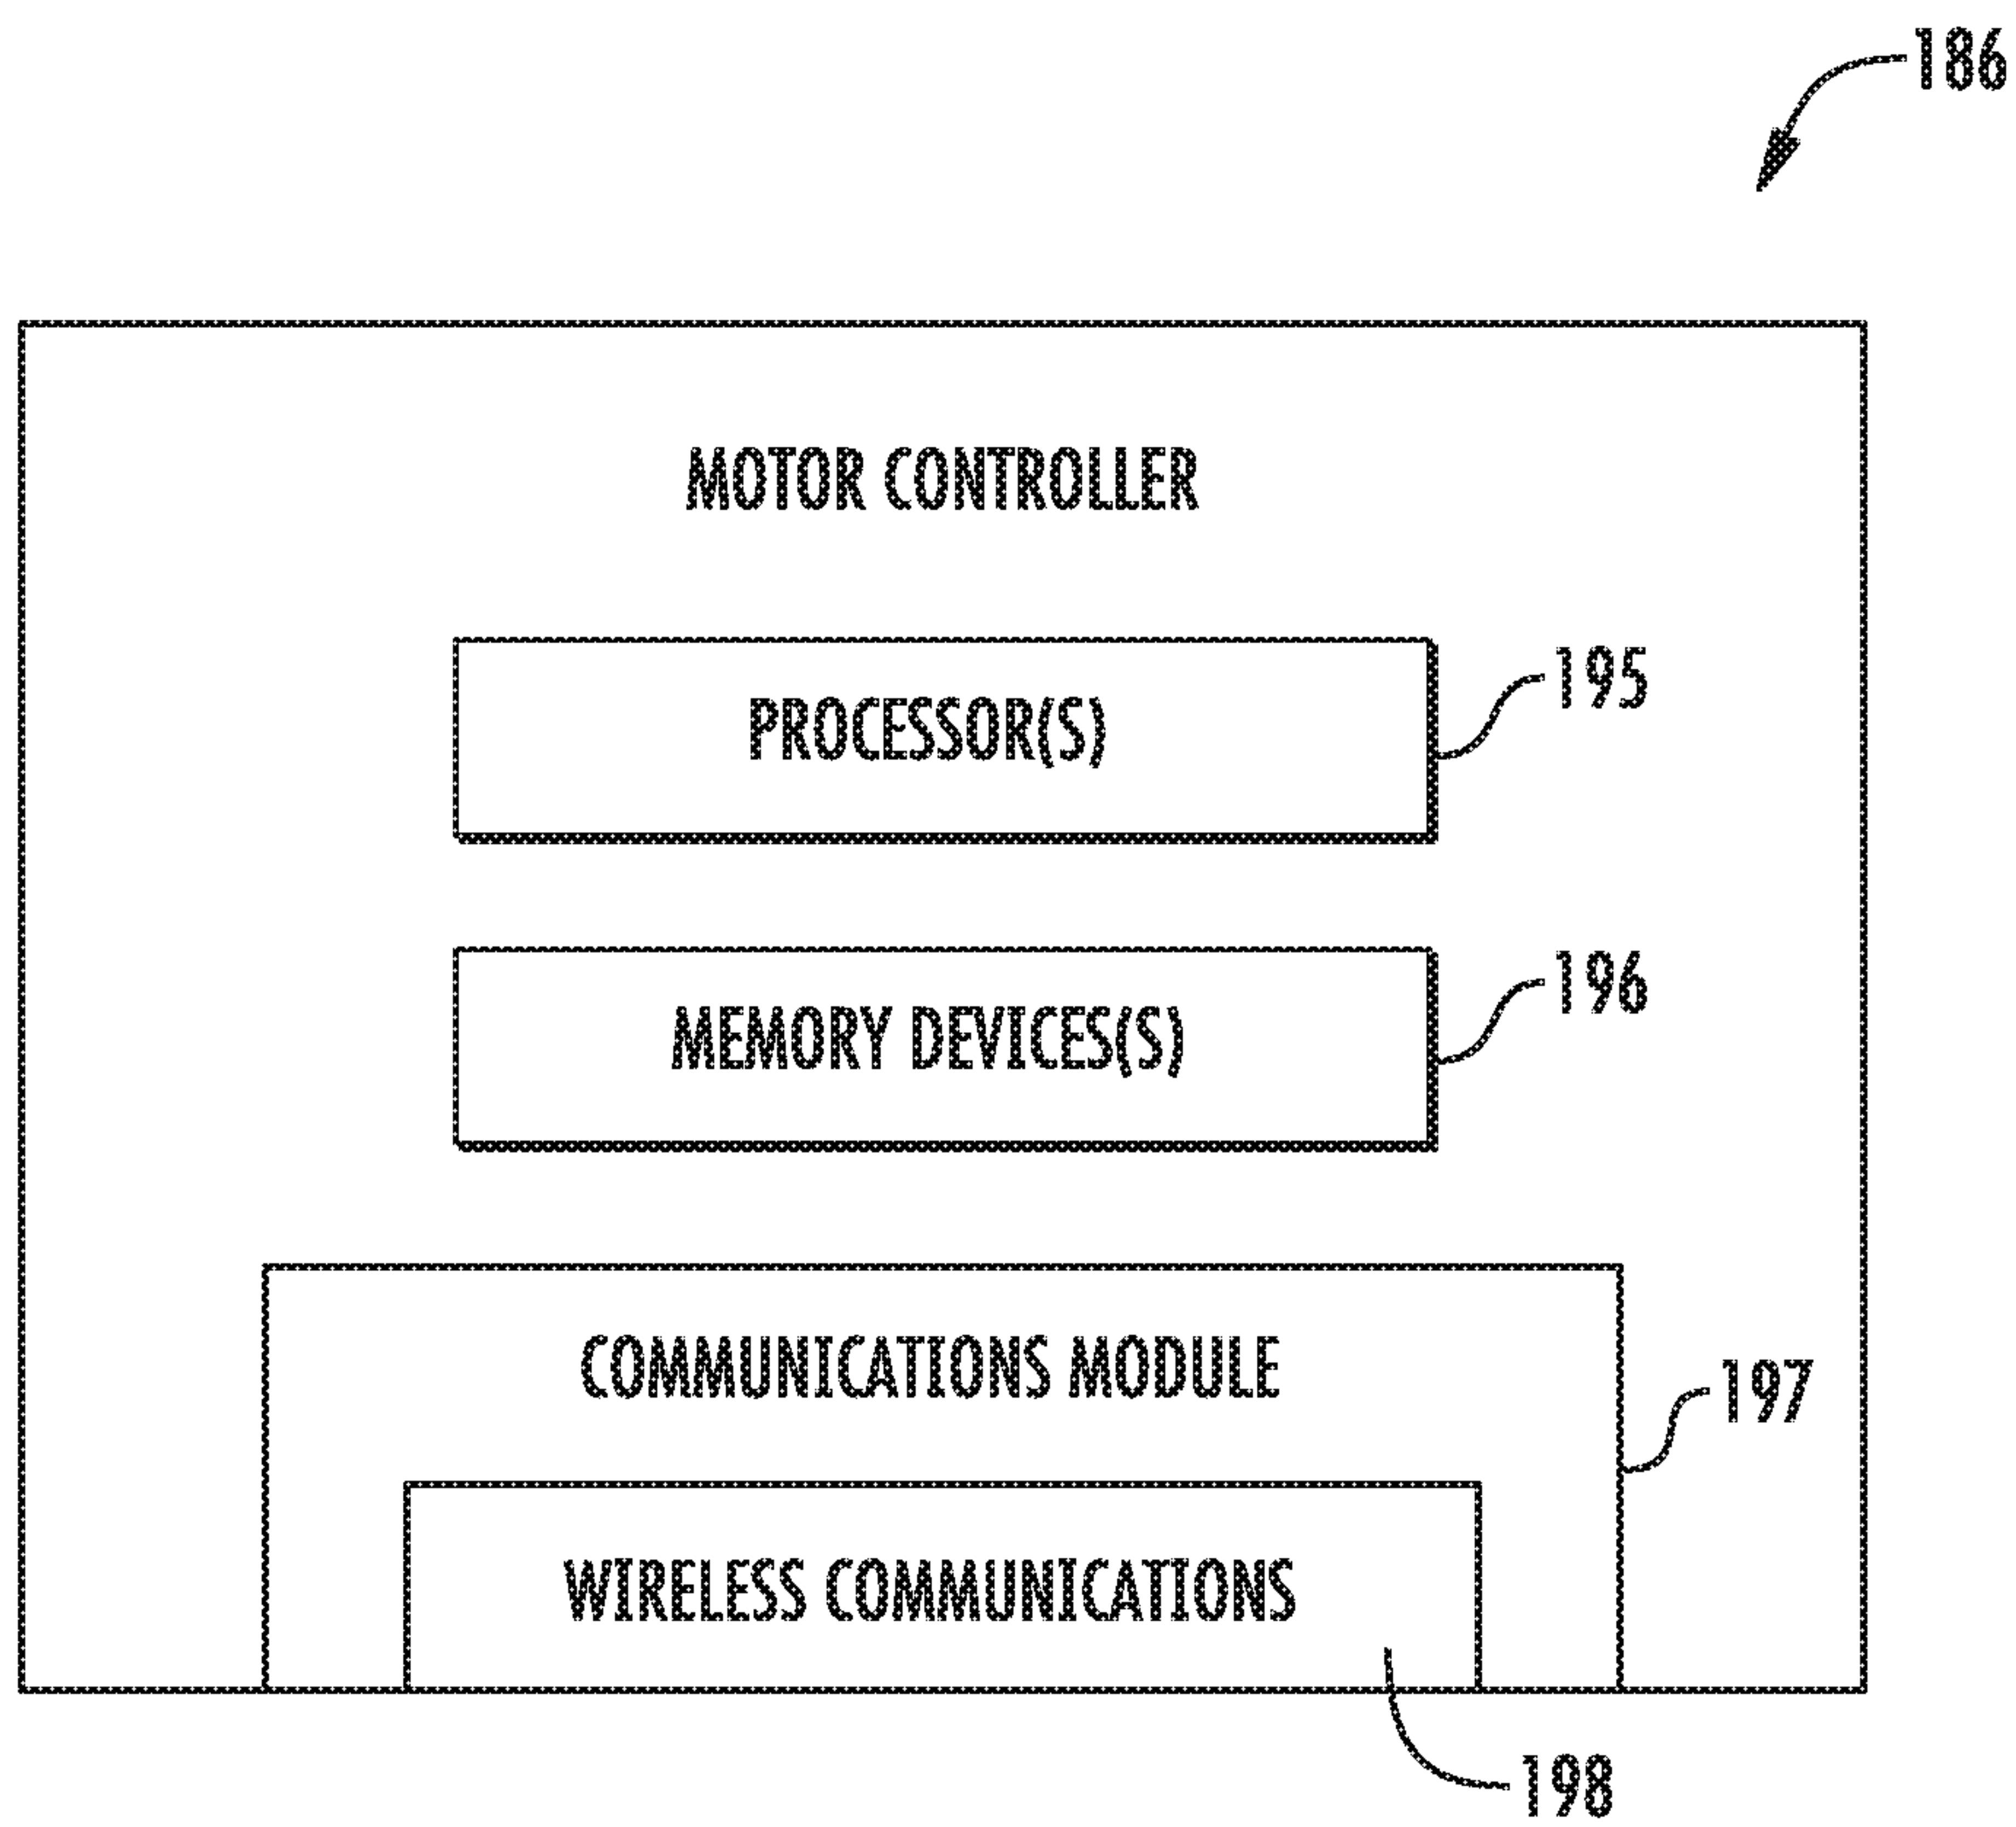 186
MOTOR CONTROLLER
PROCESSOR(S)
195
MEMORY DEVICES(S)
196
COMMUNICATIONS MODULE
197
WIRELESS COMMUNICATIONS
198